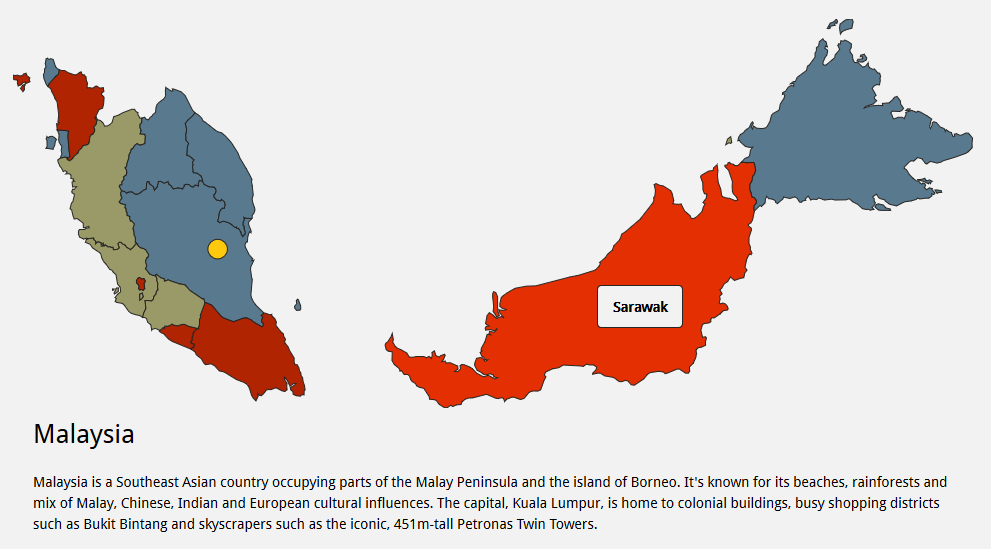 Sarawak
Malaysia
Malaysia is a Southeast Asian country occupying parts of the Malay Peninsula and the island of Borneo. It's known for its beaches, rainforests and
mix of Malay, Chinese, Indian and European cultural influences. The capital, Kuala Lumpur, is home to colonial buildings, busy shopping districts
such as Bukit Bintang and skyscrapers such as the iconic, 451m-tall Petronas Twin Towers.